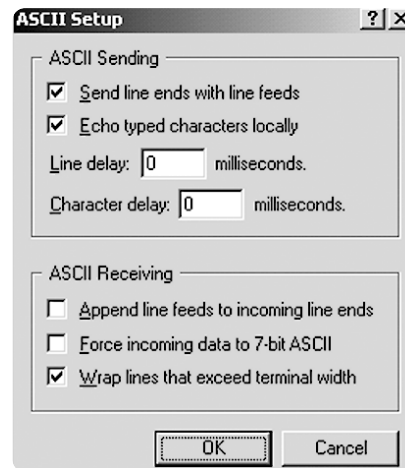 ASCII Setup
ASCII Sending
Send line ends with line feeds
Echo typed characters locally
Line delay: 0 milliseconds.
Character delay: 0 milliseconds.
ASCII Receiving
Append line feeds to incoming line ends
Force incoming data to 7-bit ASCII
Wrap lines that exceed terminal width
OK Cancel